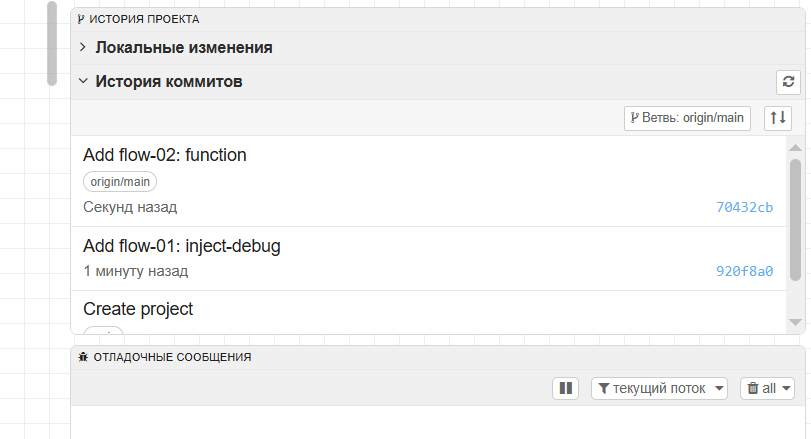 ИСТОРИЯ ПРОЕКТА
Локальные изменения
История коммитов
Ветвь: origin/main
Add flow-02: function
origin/main
Секунд назад 70432cb
Add flow-01: inject-debug
1 минуту назад 920f8a0
Create project
ОТЛАДОЧНЫЕ СООБЩЕНИЯ
текущий поток all